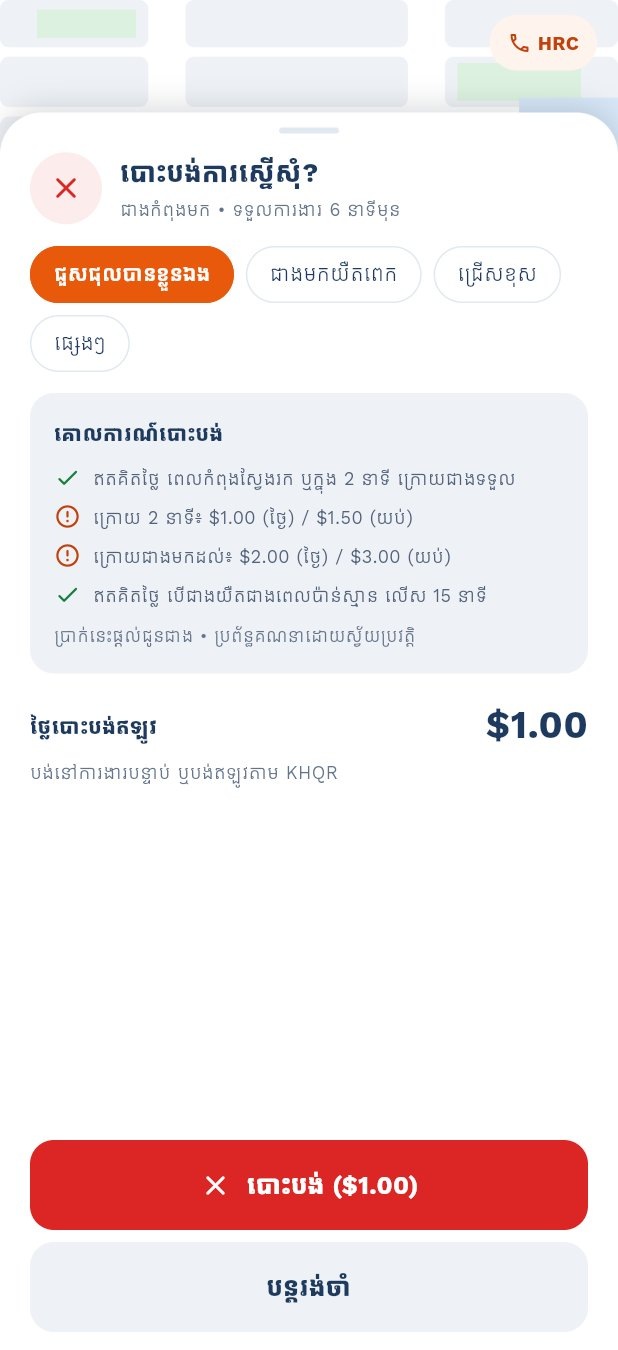 HRC
បោះបង់ការស្នើសុំ?
ជាងកំពុងមក • ទទួលការងារ 6 នាទីមុន
ជួសជុលបានខ្លួនឯង
ជាងមកយឺតពេក
ជ្រើសខុស
ផ្សេងៗ
គោលការណ៍បោះបង់
ឥតគិតថ្លៃ ពេលកំពុងស្វែងរក ឬក្នុង 2 នាទី ក្រោយជាងទទួល
ក្រោយ 2 នាទី៖ $1.00 (ថ្ងៃ) / $1.50 (យប់)
ក្រោយជាងមកដល់៖ $2.00 (ថ្ងៃ) / $3.00 (យប់)
ឥតគិតថ្លៃ បើជាងយឺតជាងពេលប៉ាន់ស្មាន លើស 15 នាទី
ប្រាក់នេះផ្តល់ជូនជាង • ប្រព័ន្ធគណនាដោយស្វ័យប្រវត្តិ
ថ្លៃបោះបង់ឥឡូវ
$1.00
បង់នៅការងារបន្ទាប់ ឬបង់ឥឡូវតាម KHQR
បោះបង់ ($1.00)
បន្តរង់ចាំ